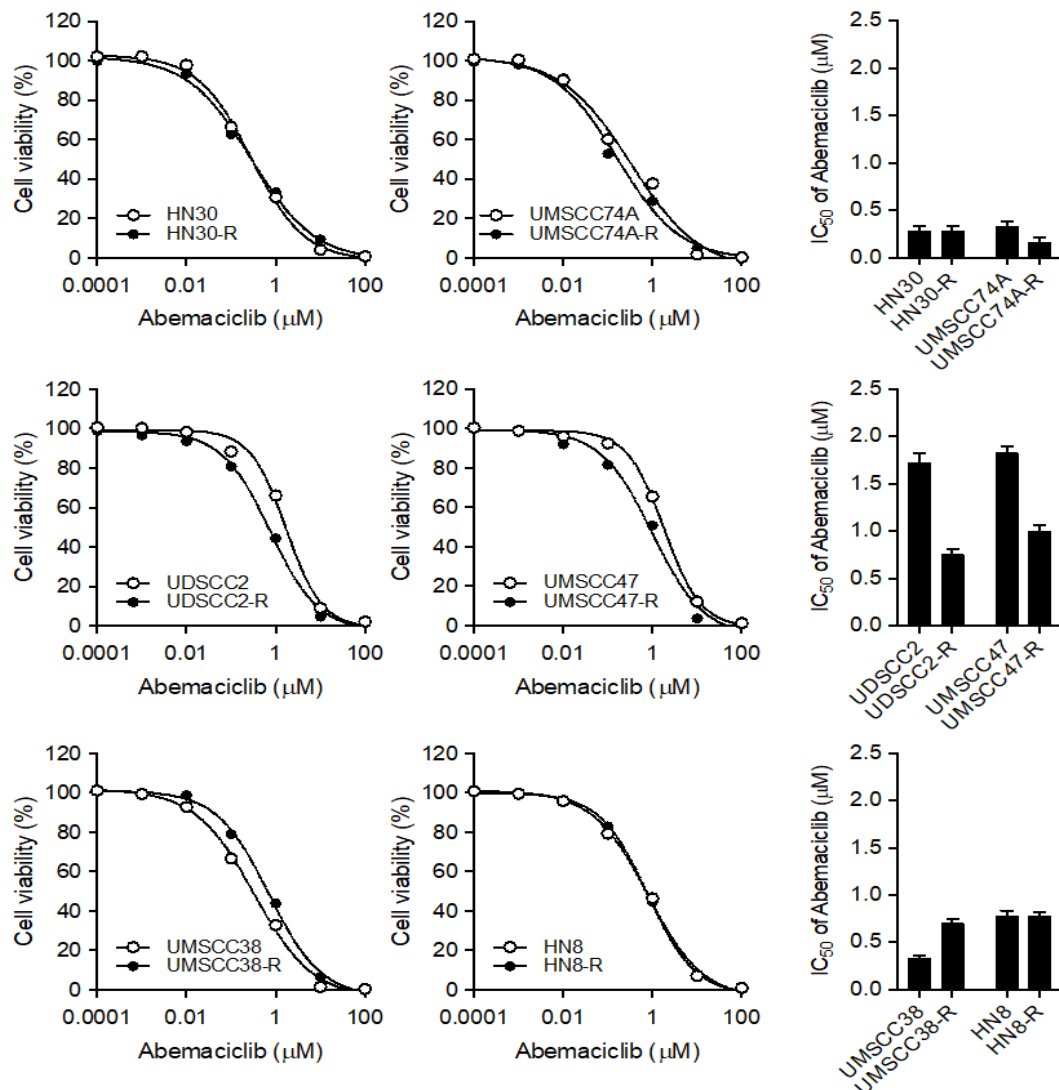 120
100
80
60
40
20
0
Cell viability (%)
HN30
HN30-R
0.0001 0.01 1 100
Abemaciclib (μM)
120
100
80
60
40
20
0
Cell viability (%)
UMSCC74A
UMSCC74A-R
0.0001 0.01 1 100
Abemaciclib (μM)
2.5
2.0
1.5
1.0
0.5
0.0
IC50 of Abemaciclib (μM)
HN30
HN30-R
UMSCC74A
UMSCC74A-R
120
100
80
60
40
20
0
Cell viability (%)
UDSCC2
UDSCC2-R
0.0001 0.01 1 100
Abemaciclib (μM)
120
100
80
60
40
20
0
Cell viability (%)
UMSCC47
UMSCC47-R
0.0001 0.01 1 100
Abemaciclib (μM)
2.5
2.0
1.5
1.0
0.5
0.0
IC50 of Abemaciclib (μM)
UDSCC2
UDSCC2-R
UMSCC47
UMSCC47-R
120
100
80
60
40
20
0
Cell viability (%)
UMSCC38
UMSCC38-R
0.0001 0.01 1 100
Abemaciclib (μM)
120
100
80
60
40
20
0
Cell viability (%)
HN8
HN8-R
0.0001 0.01 1 100
Abemaciclib (μM)
2.5
2.0
1.5
1.0
0.5
0.0
IC50 of Abemaciclib (μM)
UMSCC38
UMSCC38-R
HN8
HN8-R